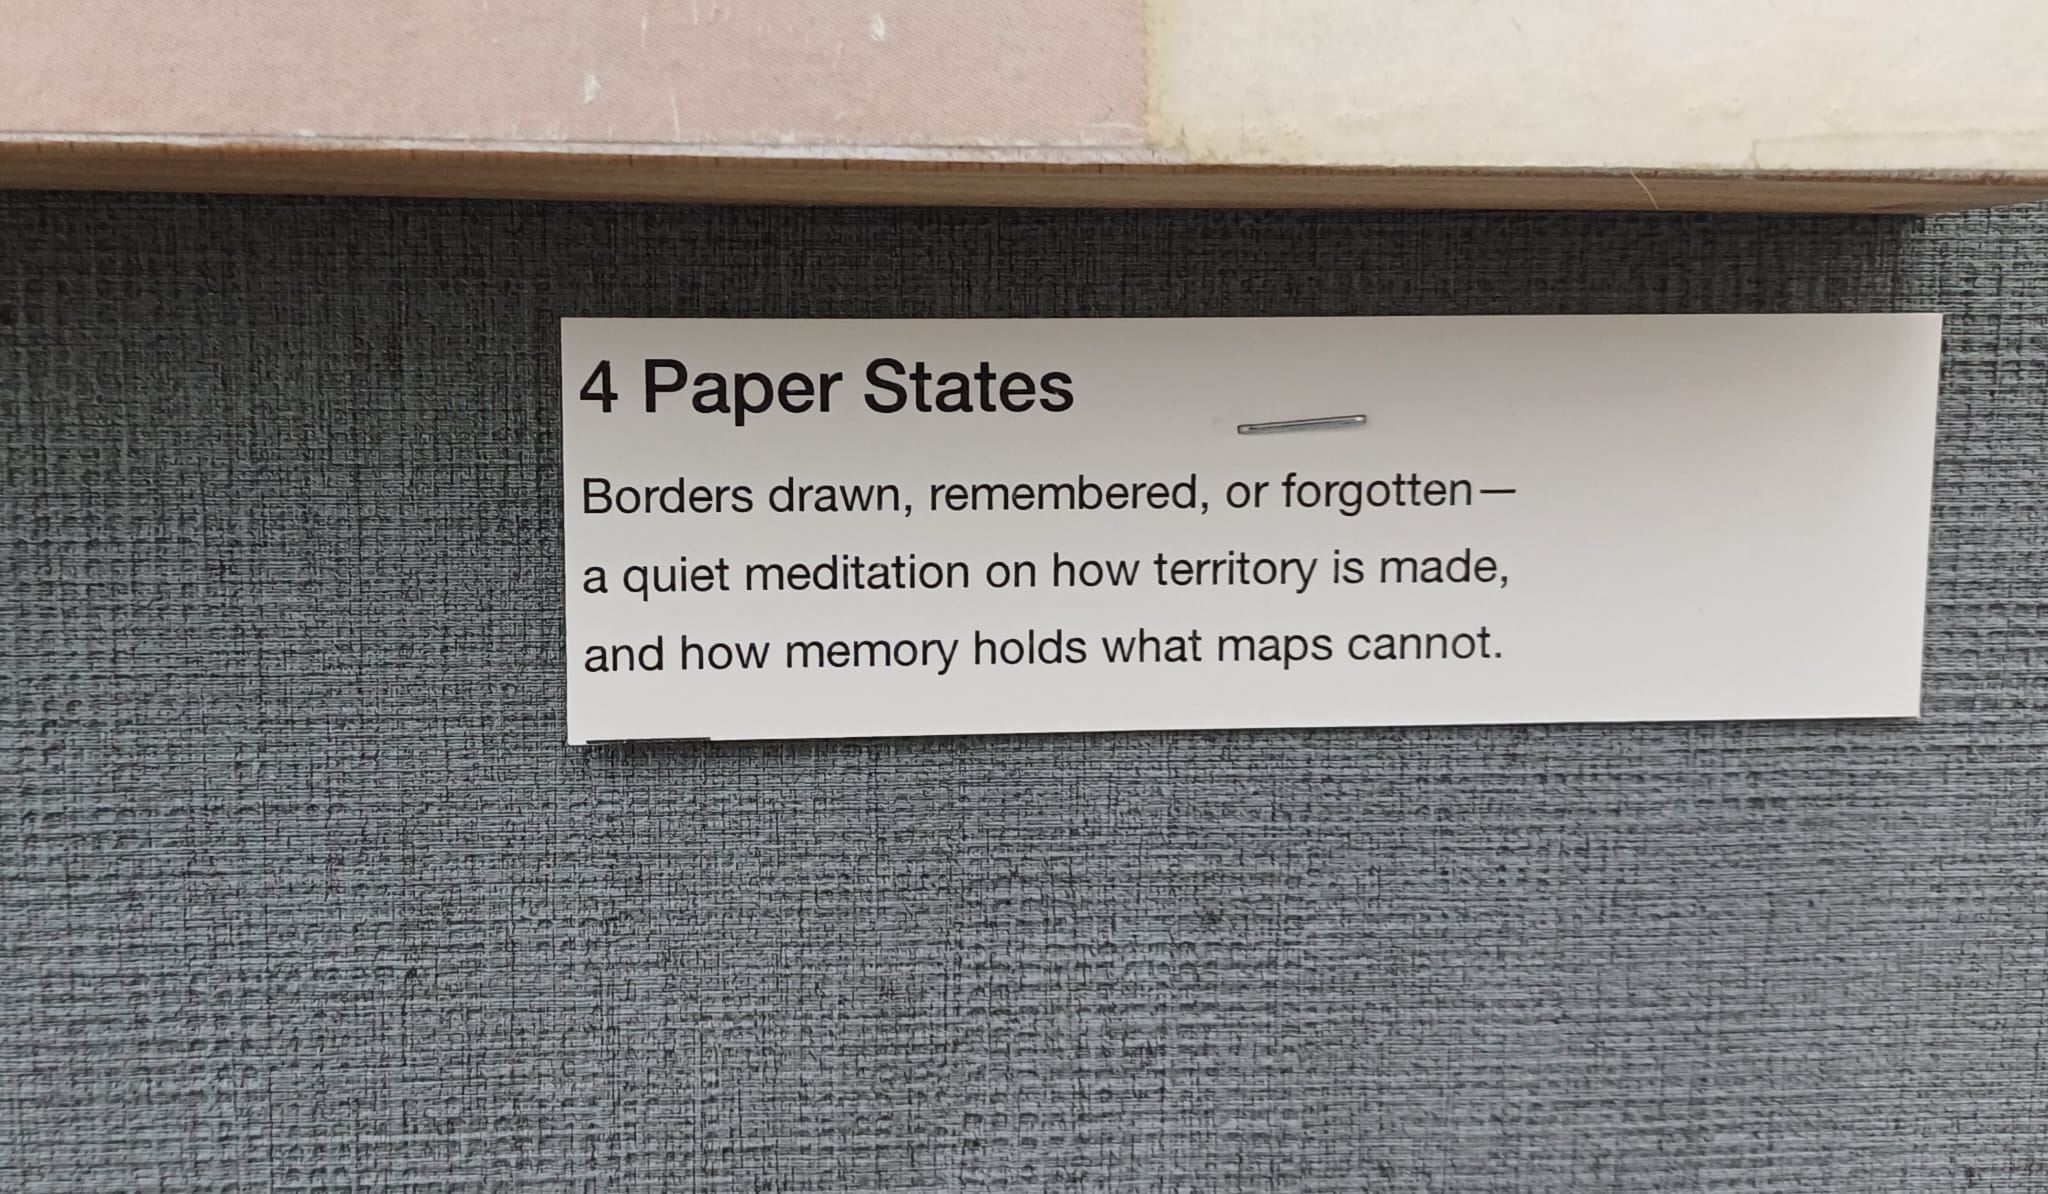 4 Paper States
Borders drawn, remembered, or forgotten—
a quiet meditation on how territory is made,
and how memory holds what maps cannot.